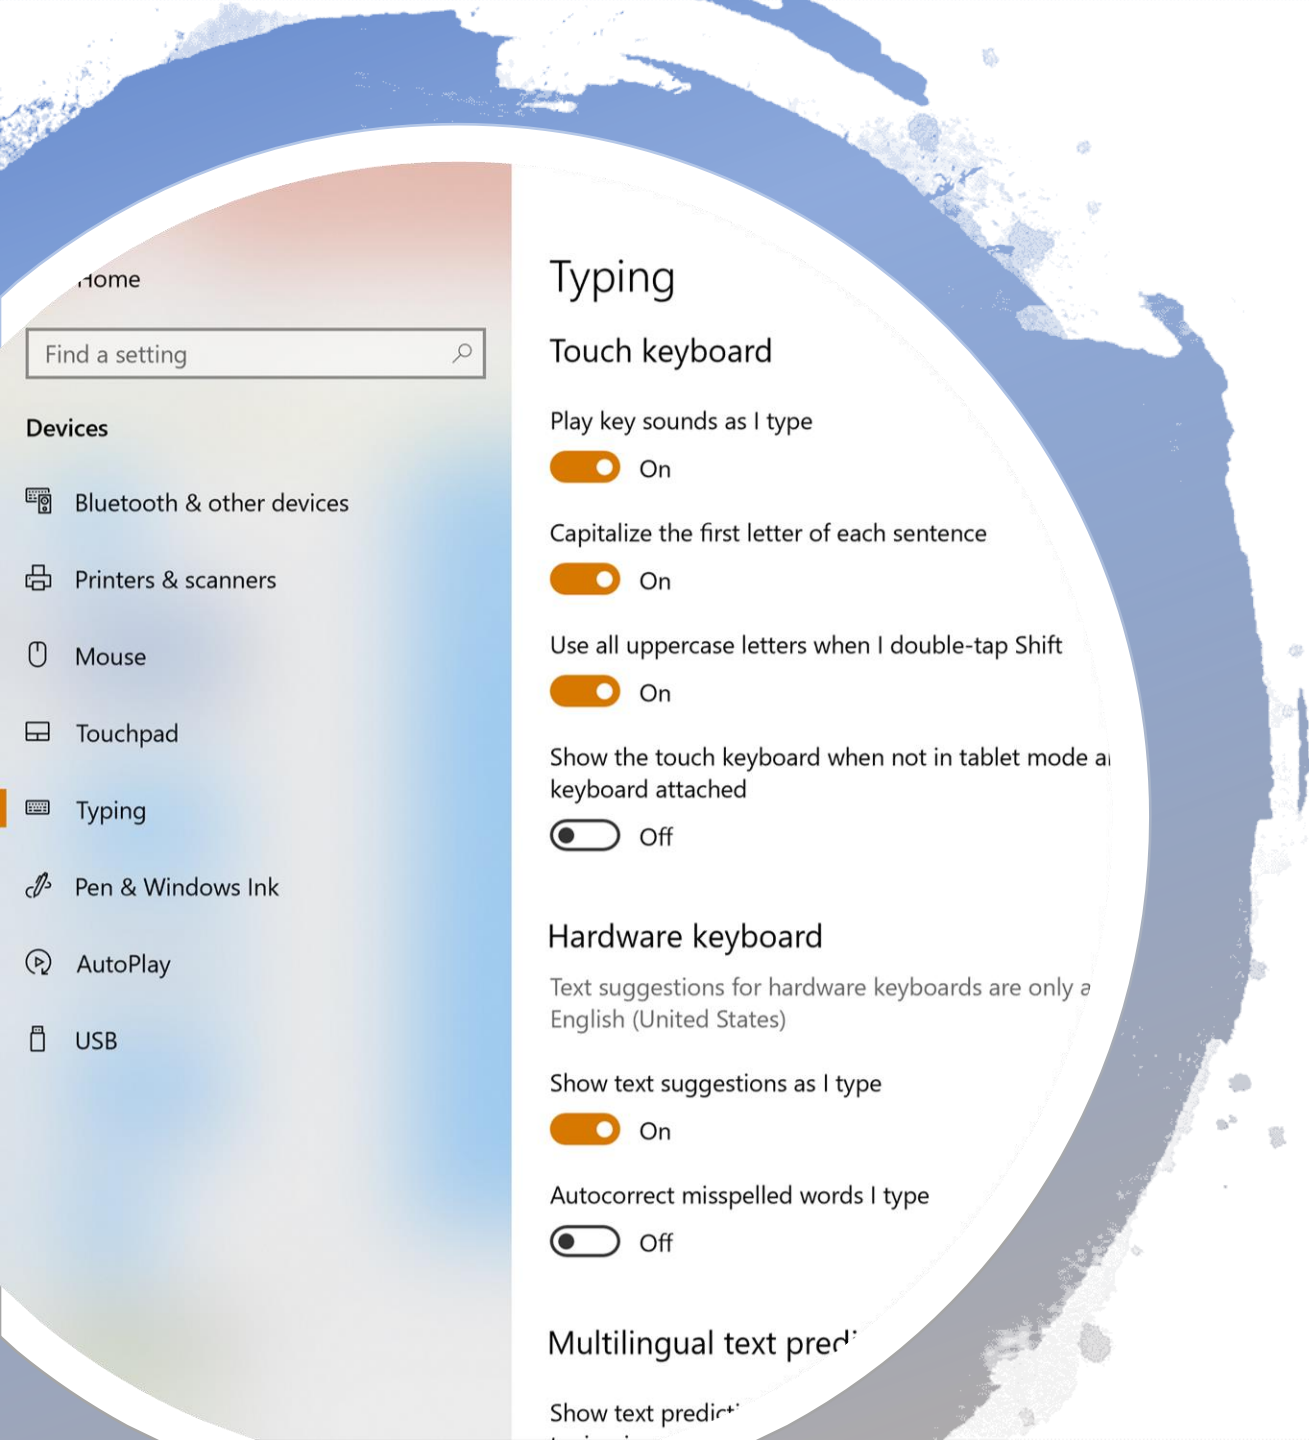 Home
Find a setting
Devices
Bluetooth & other devices
Printers & scanners
Mouse
Touchpad
Typing
Pen & Windows Ink
AutoPlay
USB
Typing
Touch keyboard
Play key sounds as I type
On
Capitalize the first letter of each sentence
On
Use all uppercase letters when I double-tap Shift
On
Show the touch keyboard when not in tablet mode
keyboard attached
Off
Hardware keyboard
Text suggestions for hardware keyboards are only
English (United States)
Show text suggestions as I type
On
Autocorrect misspelled words I type
Off
Multilingual text
Show text